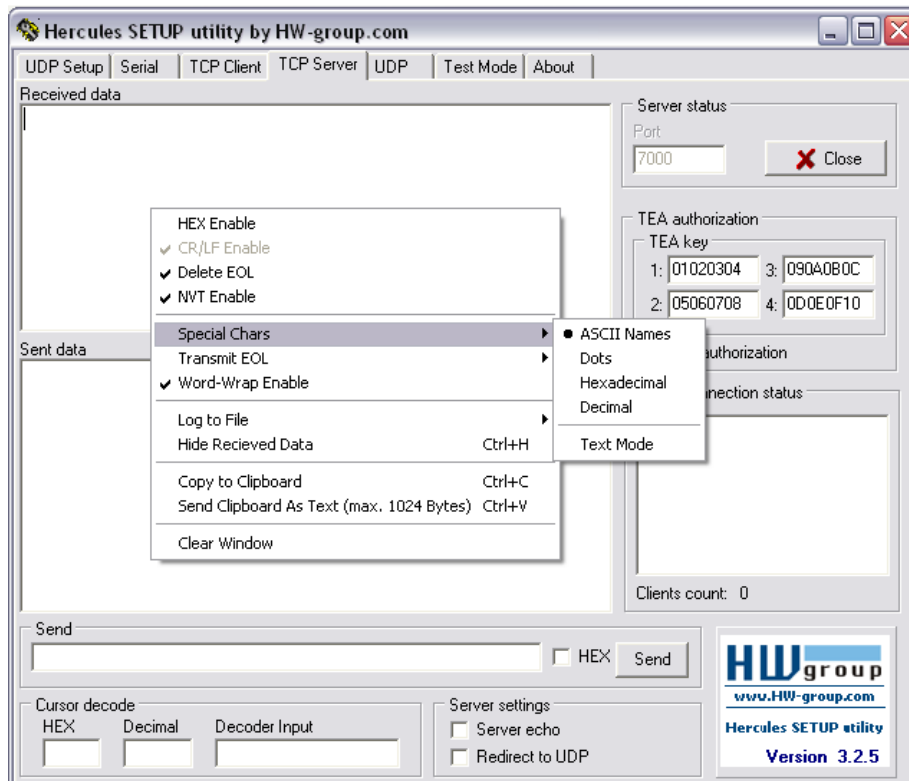 Hercules SETUP utility by HW-group.com
UDP Setup Serial TCP Client TCP Server UDP Test Mode About
Received data
Server status
Port
7000
Close
TEA authorization
TEA key
1: 01020304 3: 090A0B0C
2: 05060708 4: 0D0E0F10
uthorization
nection status
Clients count: 0
HEX Enable
CR/LF Enable
Delete EOL
NVT Enable
Special Chars
Transmit EOL
Word-Wrap Enable
Log to File
Hide Recieved Data Ctrl+H
Copy to Clipboard Ctrl+C
Send Clipboard As Text (max. 1024 Bytes) Ctrl+V
Clear Window
ASCII Names
Dots
Hexadecimal
Decimal
Text Mode
Sent data
Send
HEX
Send
Cursor decode
HEX Decimal Decoder Input
Server settings
Server echo
Redirect to UDP
HW group
www.HW-group.com
Hercules SETUP utility
Version 3.2.5